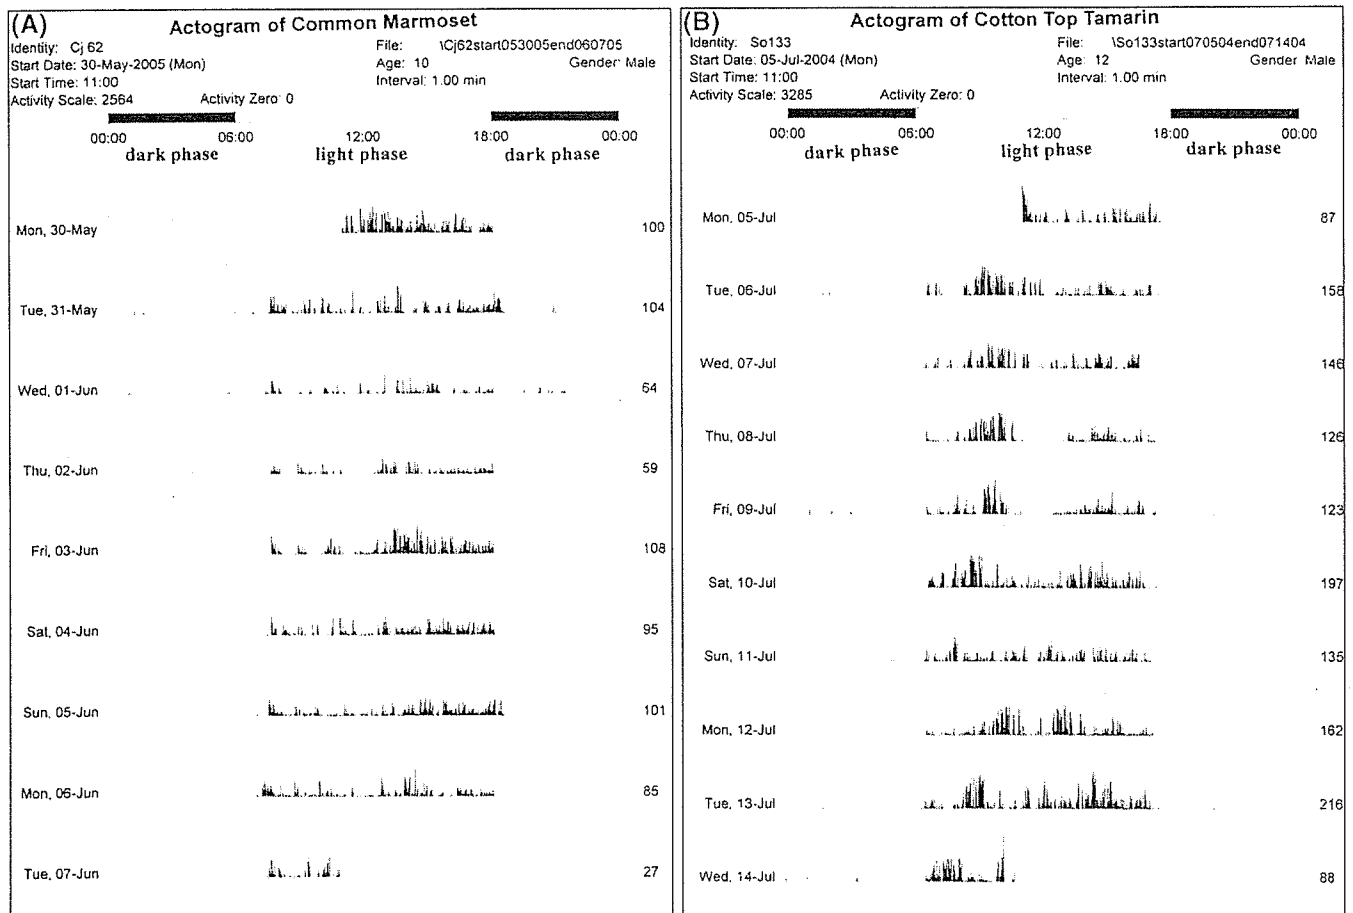 (A)
Actogram of Common Marmoset
Identity: Cj 62
File: \Cj62start053005end060705
Start Date: 30-May-2005 (Mon)
Age: 10 Gender: Male
Start Time: 11:00
Interval: 1.00 min
Activity Scale: 2564 Activity Zero: 0
00:00 06:00 12:00 18:00 00:00
dark phase light phase dark phase
Mon, 30-May 100
Tue, 31-May 104
Wed, 01-Jun 64
Thu, 02-Jun 59
Fri, 03-Jun 108
Sat, 04-Jun 95
Sun, 05-Jun 101
Mon, 06-Jun 85
Tue, 07-Jun 27
(B)
Actogram of Cotton Top Tamarin
Identity: So133
File: \So133start070504end071404
Start Date: 05-Jul-2004 (Mon)
Age: 12 Gender: Male
Start Time: 11:00
Interval: 1.00 min
Activity Scale: 3285 Activity Zero: 0
00:00 06:00 12:00 18:00 00:00
dark phase light phase dark phase
Mon, 05-Jul 87
Tue, 06-Jul 158
Wed, 07-Jul 146
Thu, 08-Jul 126
Fri, 09-Jul 123
Sat, 10-Jul 197
Sun, 11-Jul 135
Mon, 12-Jul 162
Tue, 13-Jul 216
Wed, 14-Jul 88